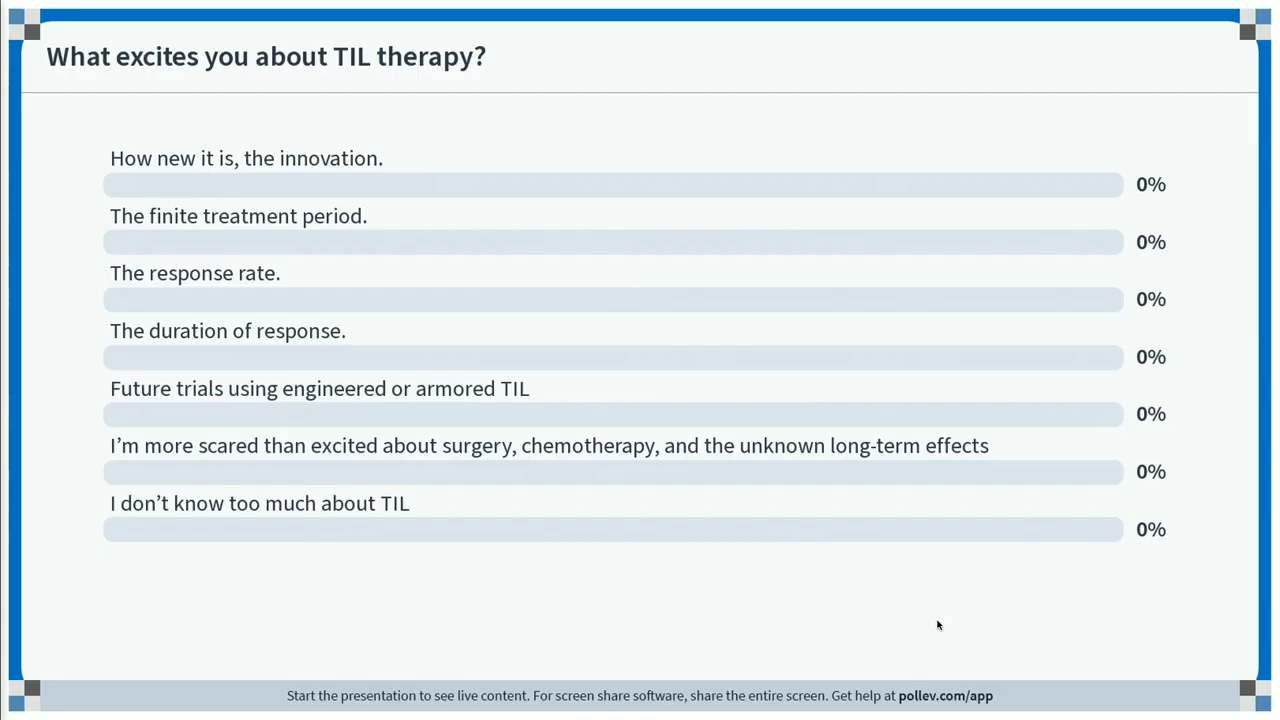 What excites you about TIL therapy?
How new it is, the innovation.
0%
The finite treatment period.
0%
The response rate.
0%
The duration of response.
0%
Future trials using engineered or armored TIL
0%
I’m more scared than excited about surgery, chemotherapy, and the unknown long-term effects
0%
I don’t know too much about TIL
0%
Start the presentation to see live content. For screen share software, share the entire screen. Get help at pollev.com/app